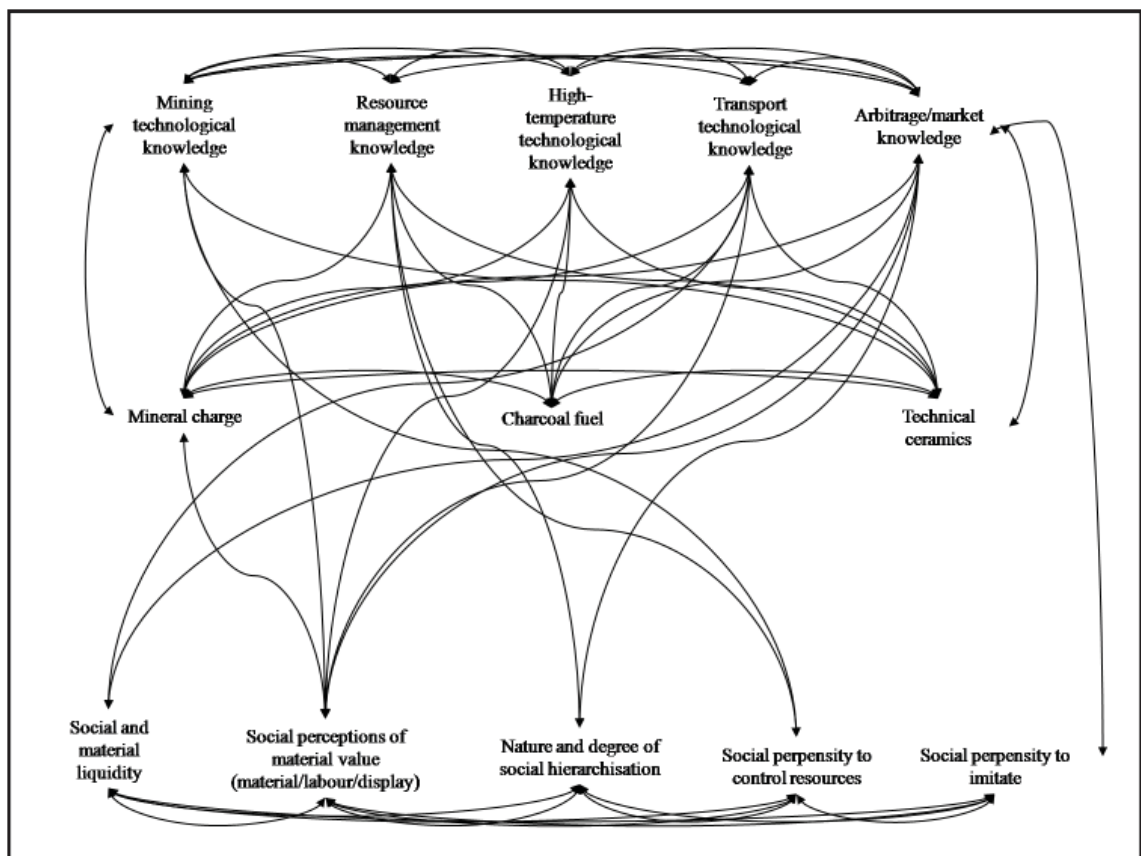 Mining
technological
knowledge
Resource
management
knowledge
High-
temperature
technological
knowledge
Transport
technological
knowledge
Arbitrage/market
knowledge
Mineral charge
Charcoal fuel
Technical
ceramics
Social and
material
liquidity
Social perceptions of
material value
(material/labour/display)
Nature and degree of
social hierarchisation
Social perpensity to
control resources
Social perpensity to
imitate